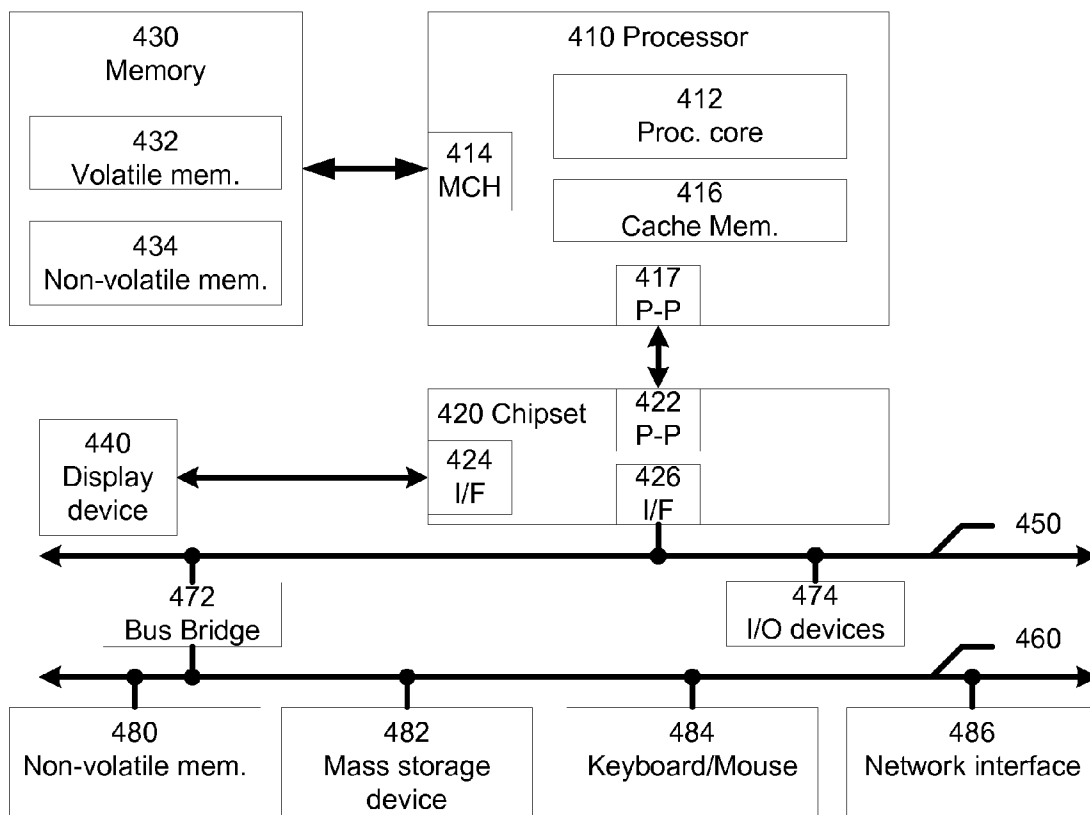 430
Memory
432
Volatile mem.
434
Non-volatile mem.
410 Processor
412
Proc. core
414
MCH
416
Cache Mem.
417
P-P
420 Chipset
422
P-P
424
I/F
426
I/F
440
Display
device
450
472
Bus Bridge
474
I/O devices
460
480
Non-volatile mem.
482
Mass storage
device
484
Keyboard/Mouse
486
Network interface